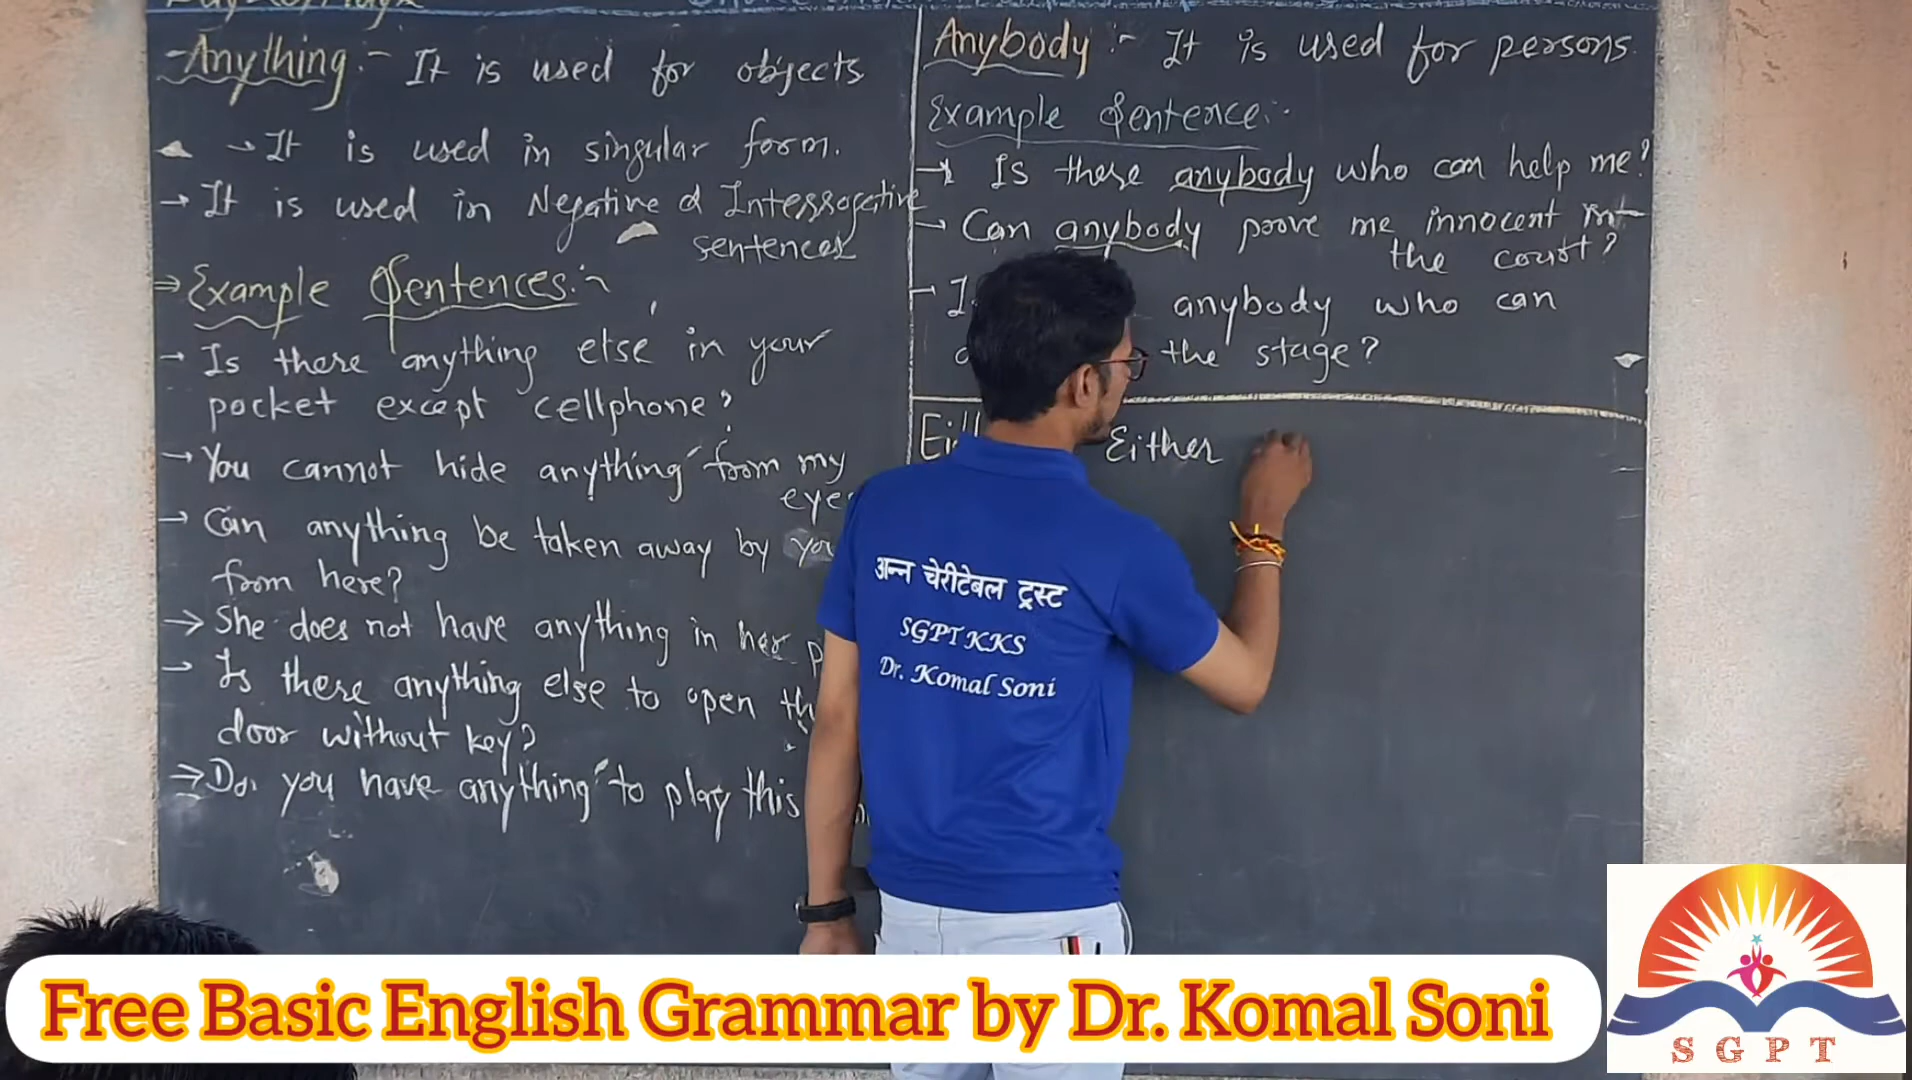 Anything :- It is used for objects
→ It is used in singular form.
→ It is used in Negative & Interrogative
sentences
⇒ Example Sentences:-
→ Is there anything else in your
pocket except cellphone?
→ You cannot hide anything from my
eyes
→ Can anything be taken away by you
from here?
→ She does not have anything in her
→ Is there anything else to open the
door without key?
⇒ Do you have anything to play this
Anybody :- It is used for persons.
Example Sentence:-
→ Is there anybody who can help me?
→ Can anybody prove me innocent in
the court?
→ anybody who can
the stage?
Either
अन्न चेरीटेबल ट्रस्ट
SGPT KKS
Dr. Komal Soni
Free Basic English Grammar by Dr. Komal Soni
SGPT